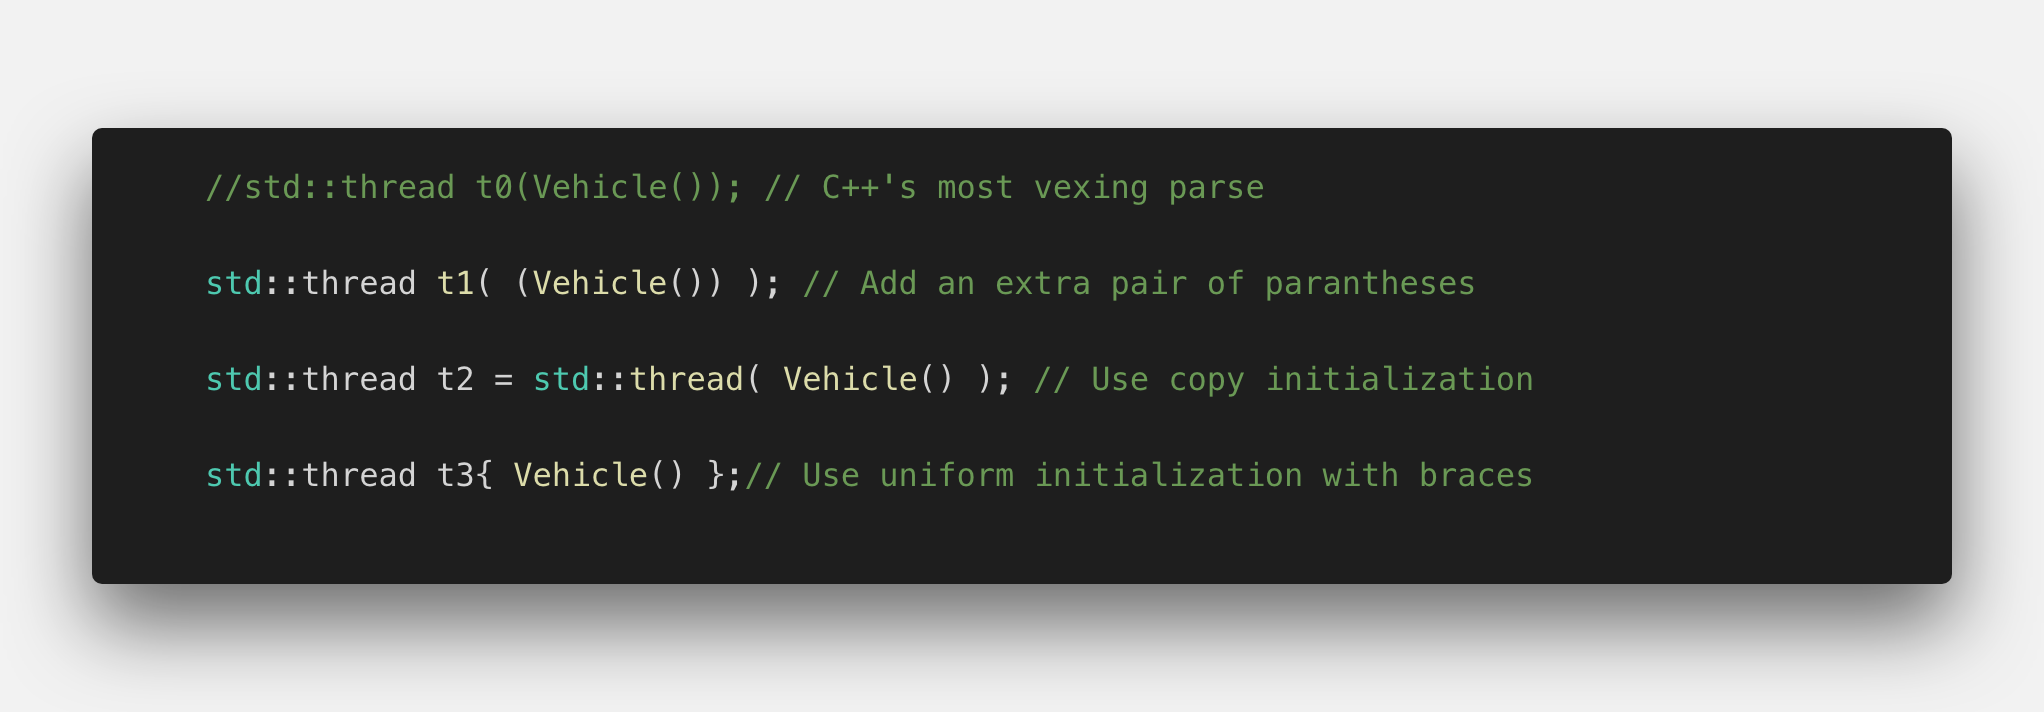 //std::thread t0(Vehicle()); // C++'s most vexing parse
std::thread t1( (Vehicle()) ); // Add an extra pair of parantheses
std::thread t2 = std::thread( Vehicle() ); // Use copy initialization
std::thread t3{ Vehicle() };// Use uniform initialization with braces